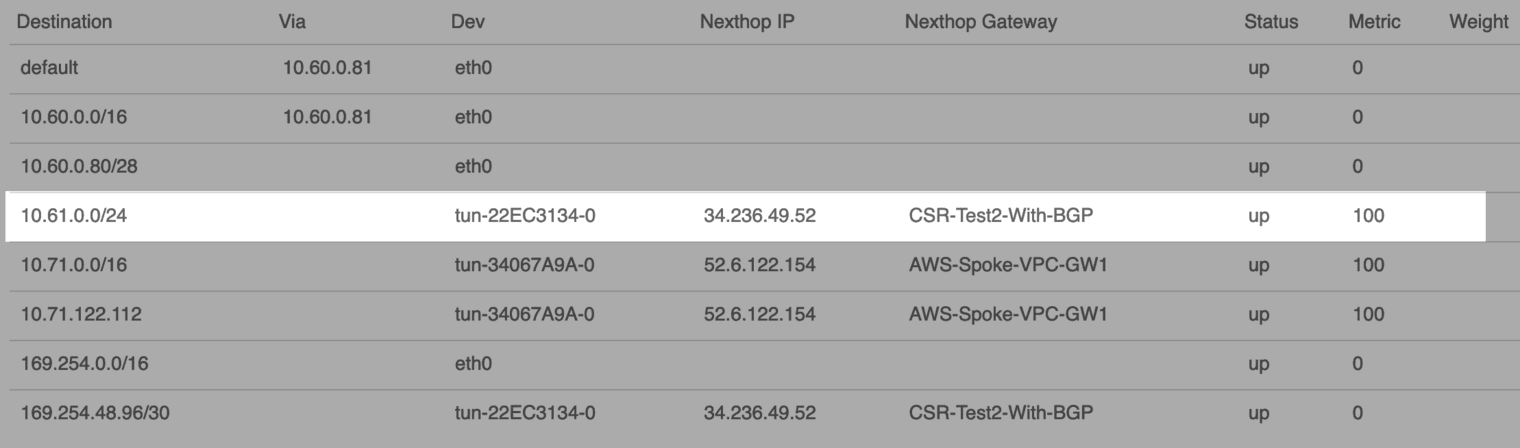 Destination Via Dev Nexthop IP Nexthop Gateway Status Metric Weight
default 10.60.0.81 eth0 up 0
10.60.0.0/16 10.60.0.81 eth0 up 0
10.60.0.80/28 eth0 up 0
10.61.0.0/24 tun-22EC3134-0 34.236.49.52 CSR-Test2-With-BGP up 100
10.71.0.0/16 tun-34067A9A-0 52.6.122.154 AWS-Spoke-VPC-GW1 up 100
10.71.122.112 tun-34067A9A-0 52.6.122.154 AWS-Spoke-VPC-GW1 up 100
169.254.0.0/16 eth0 up 0
169.254.48.96/30 tun-22EC3134-0 34.236.49.52 CSR-Test2-With-BGP up 0